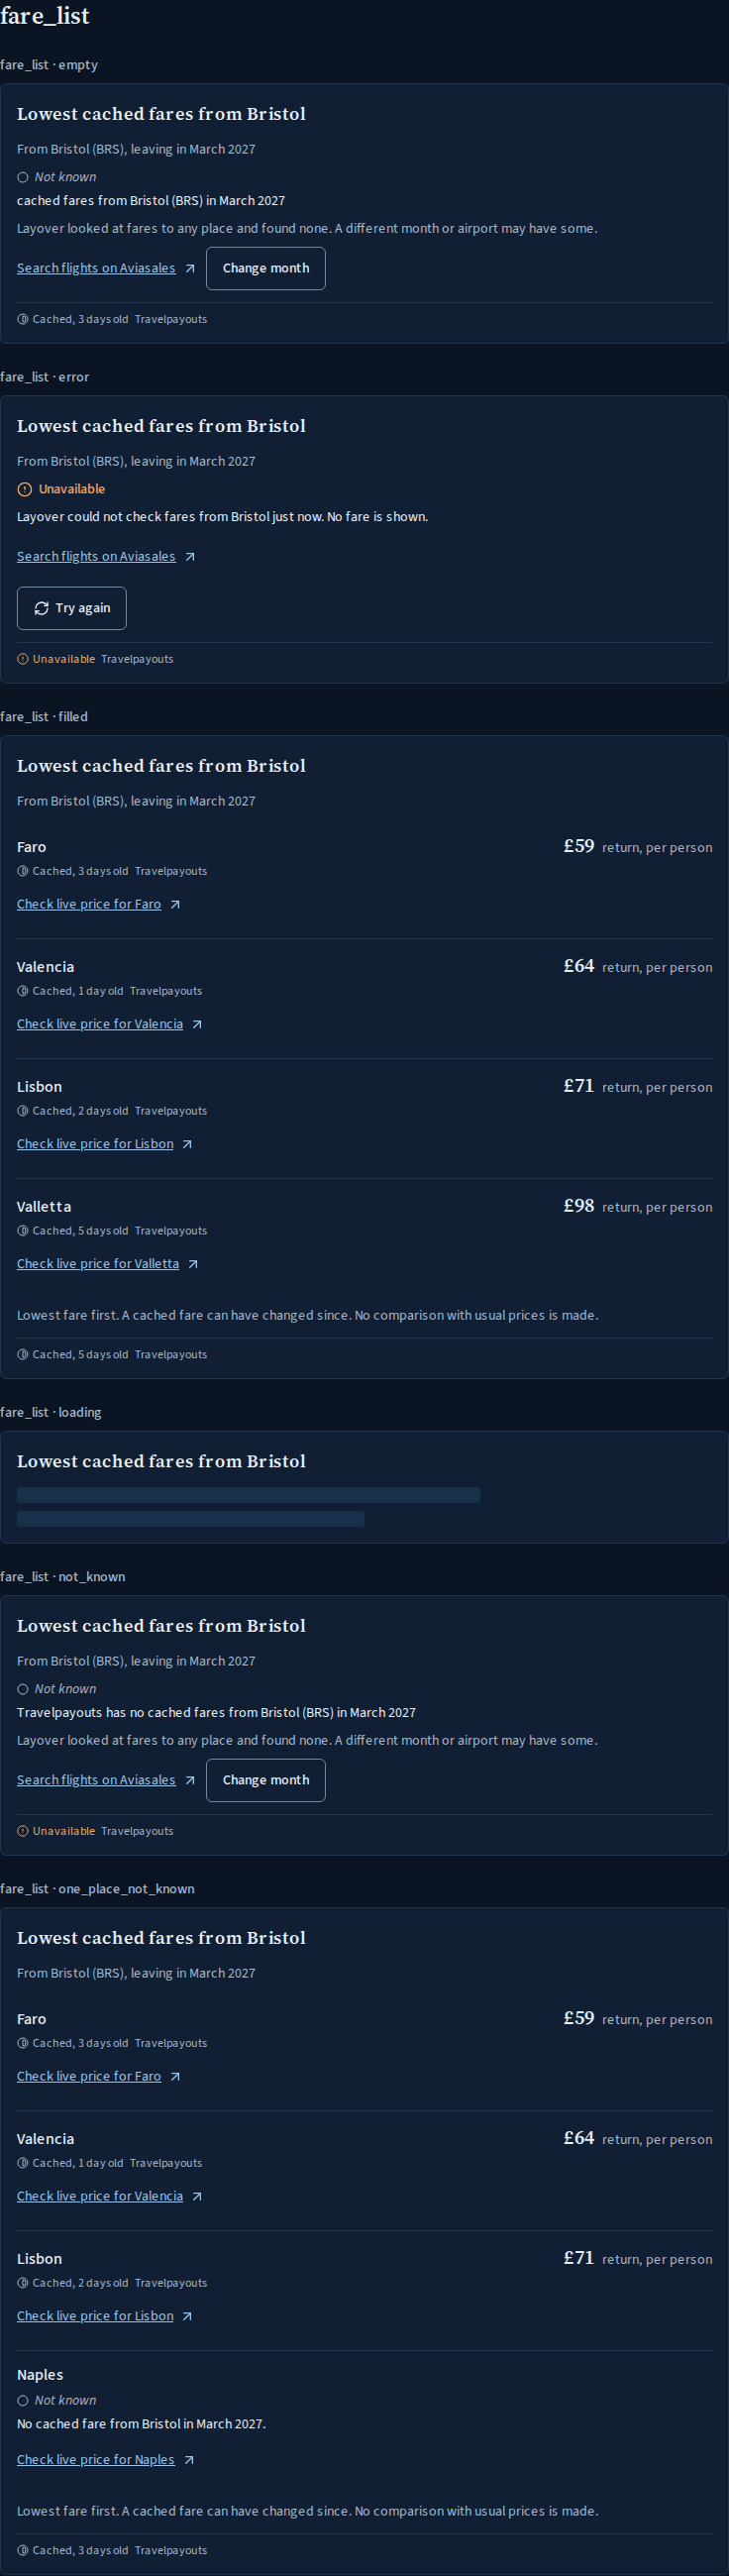 fare_list
fare_list · empty
Lowest cached fares from Bristol
From Bristol (BRS), leaving in March 2027
Not known
cached fares from Bristol (BRS) in March 2027
Layover looked at fares to any place and found none. A different month or airport may have some.
Search flights on Aviasales Change month
Cached, 3 days old Travelpayouts
fare_list · error
Lowest cached fares from Bristol
From Bristol (BRS), leaving in March 2027
Unavailable
Layover could not check fares from Bristol just now. No fare is shown.
Search flights on Aviasales
Try again
Unavailable Travelpayouts
fare_list · filled
Lowest cached fares from Bristol
From Bristol (BRS), leaving in March 2027
Faro £59 return, per person
Cached, 3 days old Travelpayouts
Check live price for Faro
Valencia £64 return, per person
Cached, 1 day old Travelpayouts
Check live price for Valencia
Lisbon £71 return, per person
Cached, 2 days old Travelpayouts
Check live price for Lisbon
Valletta £98 return, per person
Cached, 5 days old Travelpayouts
Check live price for Valletta
Lowest fare first. A cached fare can have changed since. No comparison with usual prices is made.
Cached, 5 days old Travelpayouts
fare_list · loading
Lowest cached fares from Bristol
fare_list · not_known
Lowest cached fares from Bristol
From Bristol (BRS), leaving in March 2027
Not known
Travelpayouts has no cached fares from Bristol (BRS) in March 2027
Layover looked at fares to any place and found none. A different month or airport may have some.
Search flights on Aviasales Change month
Unavailable Travelpayouts
fare_list · one_place_not_known
Lowest cached fares from Bristol
From Bristol (BRS), leaving in March 2027
Faro £59 return, per person
Cached, 3 days old Travelpayouts
Check live price for Faro
Valencia £64 return, per person
Cached, 1 day old Travelpayouts
Check live price for Valencia
Lisbon £71 return, per person
Cached, 2 days old Travelpayouts
Check live price for Lisbon
Naples
Not known
No cached fare from Bristol in March 2027.
Check live price for Naples
Lowest fare first. A cached fare can have changed since. No comparison with usual prices is made.
Cached, 3 days old Travelpayouts